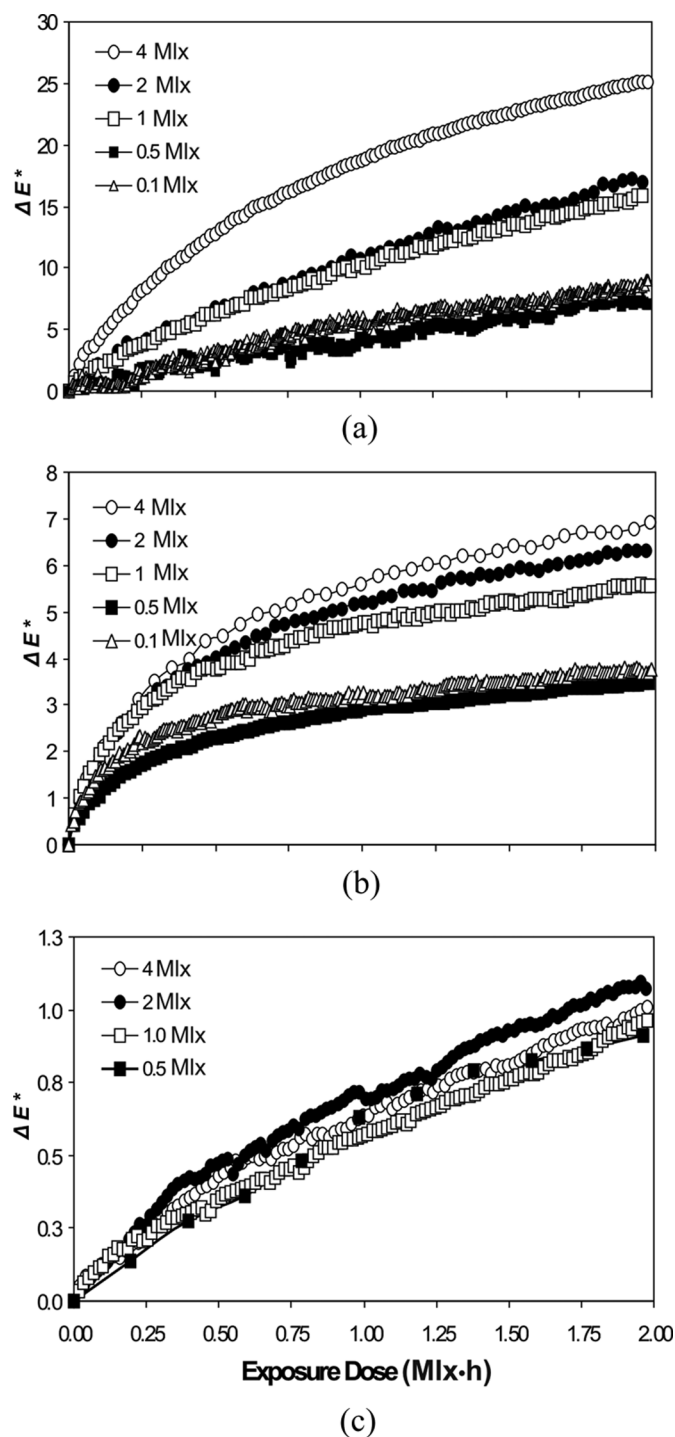 30
25
20
15
10
5
0
ΔE*
4 Mlx
2 Mlx
1 Mlx
0.5 Mlx
0.1 Mlx
(a)
8
7
6
5
4
3
2
1
0
ΔE*
4 Mlx
2 Mlx
1 Mlx
0.5 Mlx
0.1 Mlx
(b)
1.3
1.0
0.8
0.5
0.3
0.0
ΔE*
4 Mlx
2 Mlx
1.0 Mlx
0.5 Mlx
0.00 0.25 0.50 0.75 1.00 1.25 1.50 1.75 2.00
Exposure Dose (Mlx•h)
(c)